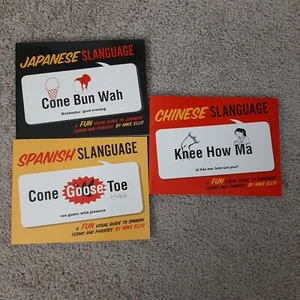 JAPANESE SLANGUAGE
Cone Bun Wah
Konbanwa: good evening
A FUN VISUAL GUIDE TO JAPANESE
TERMS AND PHRASES BY MIKE ELLIS
CHINESE SLANGUAGE
Knee How Ma
ni hao ma: how are you?
A FUN VISUAL GUIDE TO CHINESE
TERMS AND PHRASES BY MIKE ELLIS
SPANISH SLANGUAGE
Cone Goose Toe
con gusto: with pleasure
A FUN VISUAL GUIDE TO SPANISH
TERMS AND PHRASES BY MIKE ELLIS